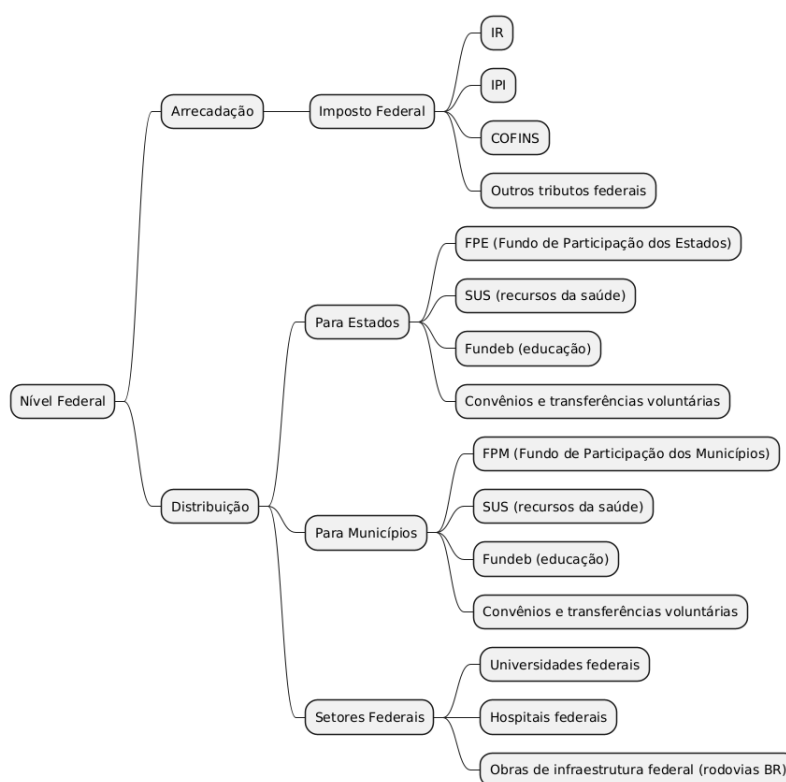 Nível Federal
Arrecadação
Imposto Federal
IR
IPI
COFINS
Outros tributos federais
Distribuição
Para Estados
FPE (Fundo de Participação dos Estados)
SUS (recursos da saúde)
Fundeb (educação)
Convênios e transferências voluntárias
Para Municípios
FPM (Fundo de Participação dos Municípios)
SUS (recursos da saúde)
Fundeb (educação)
Convênios e transferências voluntárias
Setores Federais
Universidades federais
Hospitais federais
Obras de infraestrutura federal (rodovias BR)